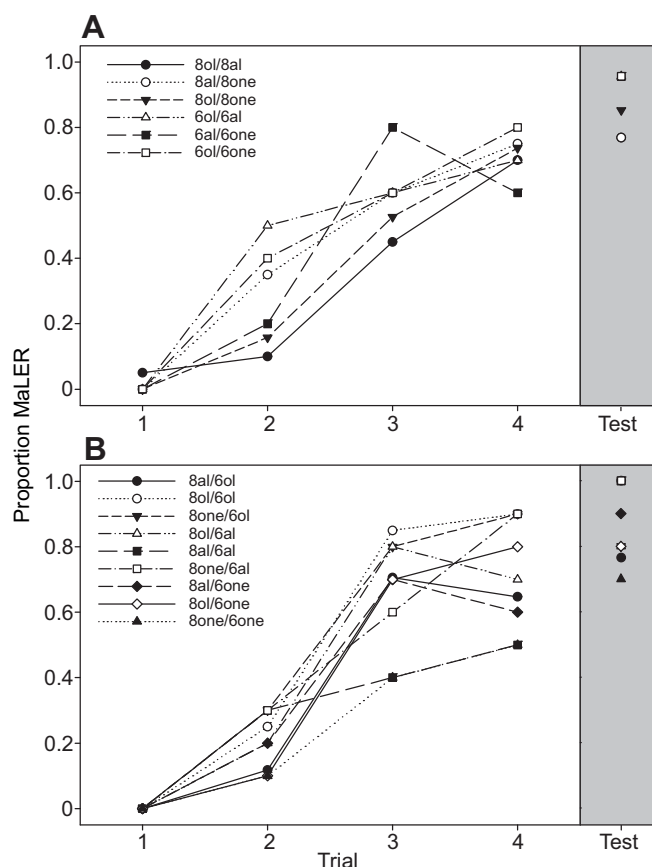 A
1.0
0.8
0.6
0.4
0.2
0
8ol/8al
8al/8one
8ol/8one
6ol/6al
6al/6one
6ol/6one
1 2 3 4 Test
Proportion MaLER
B
1.0
0.8
0.6
0.4
0.2
0
8al/6ol
8ol/6ol
8one/6ol
8ol/6al
8al/6al
8one/6al
8al/6one
8ol/6one
8one/6one
1 2 3 4 Test
Trial